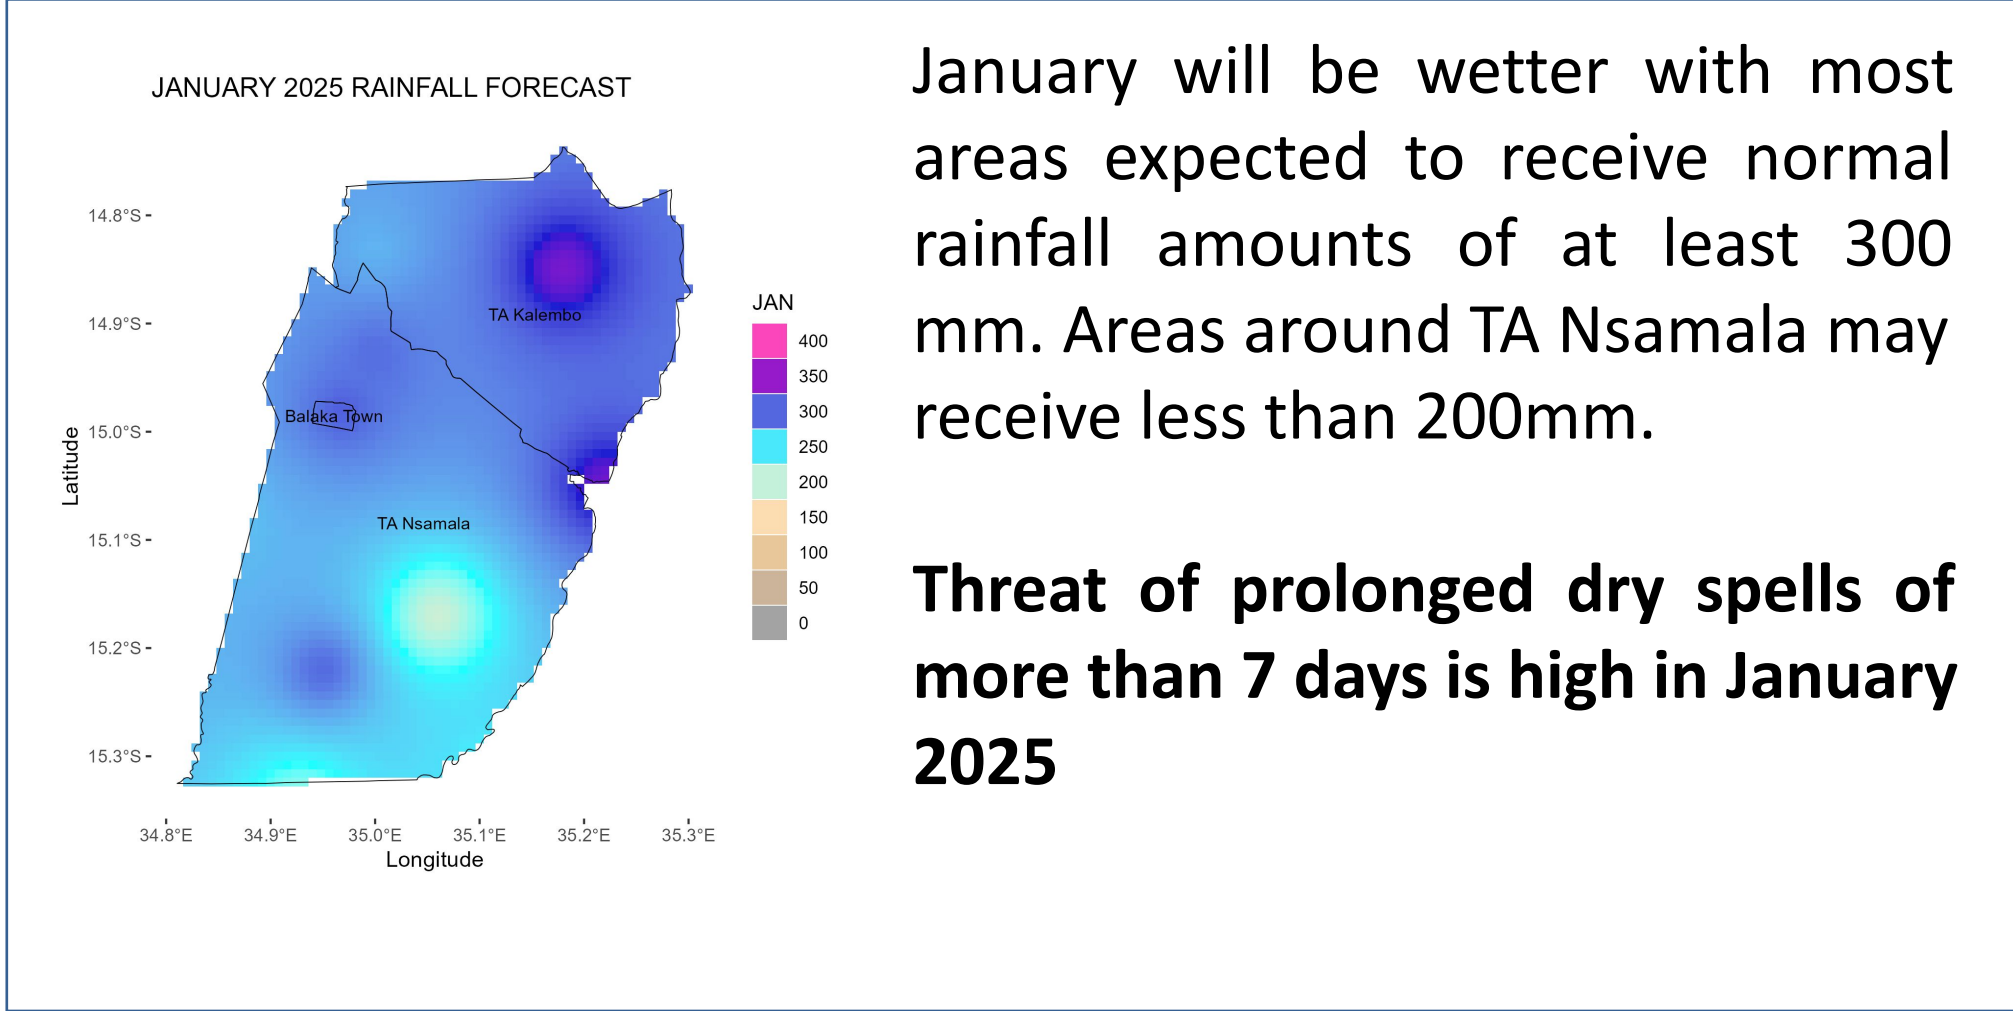 JANUARY 2025 RAINFALL FORECAST
14.8°S
14.9°S
15.0°S
15.1°S
15.2°S
15.3°S
Latitude
TA Kalembo
Balaka Town
TA Nsamala
34.8°E 34.9°E 35.0°E 35.1°E 35.2°E 35.3°E
Longitude
JAN
400
350
300
250
200
150
100
50
0
January will be wetter with most
areas expected to receive normal
rainfall amounts of at least 300
mm. Areas around TA Nsamala may
receive less than 200mm.
Threat of prolonged dry spells of
more than 7 days is high in January
2025